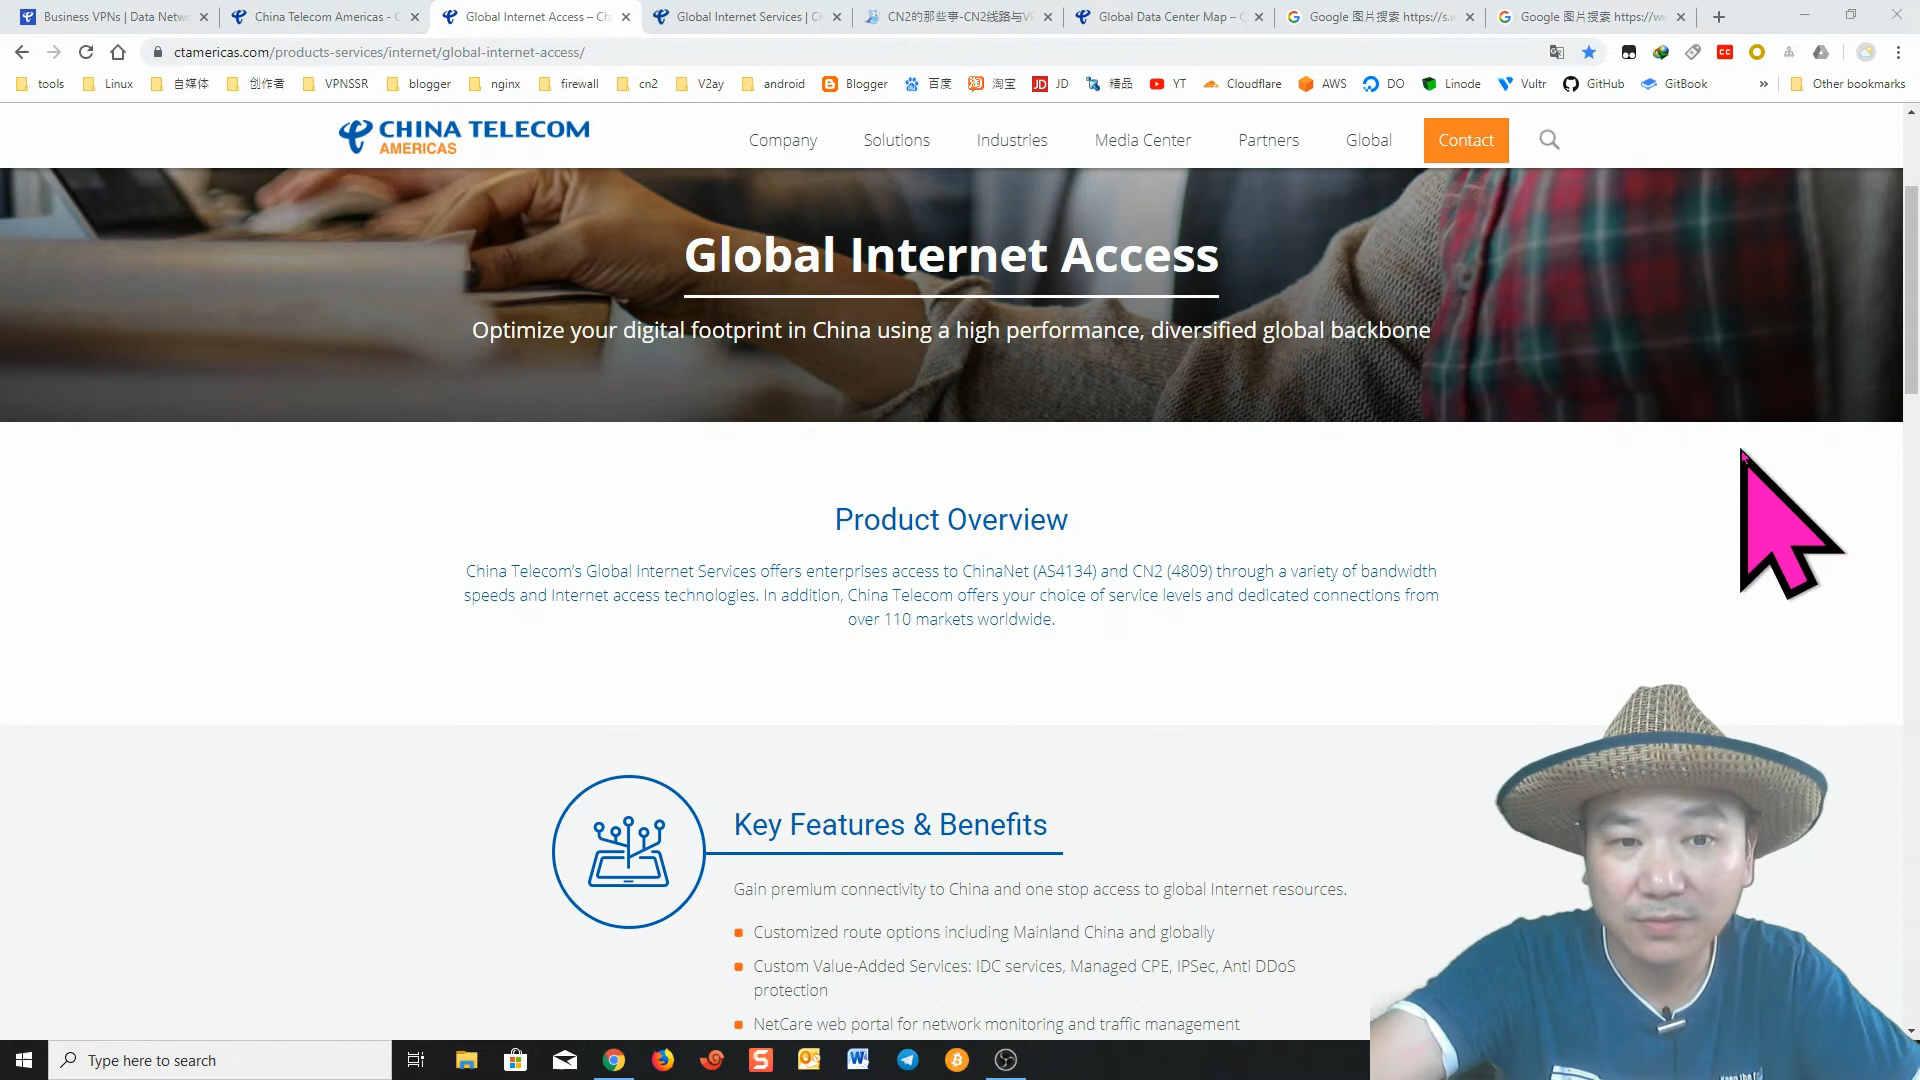 Business VPNs | Data Netwo
China Telecom Americas - C
Global Internet Access – Ch
Global Internet Services | C
CN2的那些事-CN2线路与VP
Global Data Center Map – C
Google 图片搜索 https://s.w
Google 图片搜索 https://w
ctamericas.com/products-services/internet/global-internet-access/
tools
Linux
自媒体
创作者
VPNSSR
blogger
nginx
firewall
cn2
V2ay
android
Blogger
百度
淘宝
JD
精品
YT
Cloudflare
AWS
DO
Linode
Vultr
GitHub
GitBook
»
Other bookmarks
CHINA TELECOM
AMERICAS
Company
Solutions
Industries
Media Center
Partners
Global
Contact
Global Internet Access
Optimize your digital footprint in China using a high performance, diversified global backbone
Product Overview
China Telecom’s Global Internet Services offers enterprises access to ChinaNet (AS4134) and CN2 (4809) through a variety of bandwidth
speeds and Internet access technologies. In addition, China Telecom offers your choice of service levels and dedicated connections from
over 110 markets worldwide.
Key Features & Benefits
Gain premium connectivity to China and one stop access to global Internet resources.
Customized route options including Mainland China and globally
Custom Value-Added Services: IDC services, Managed CPE, IPSec, Anti DDoS
protection
NetCare web portal for network monitoring and traffic management
Type here to search